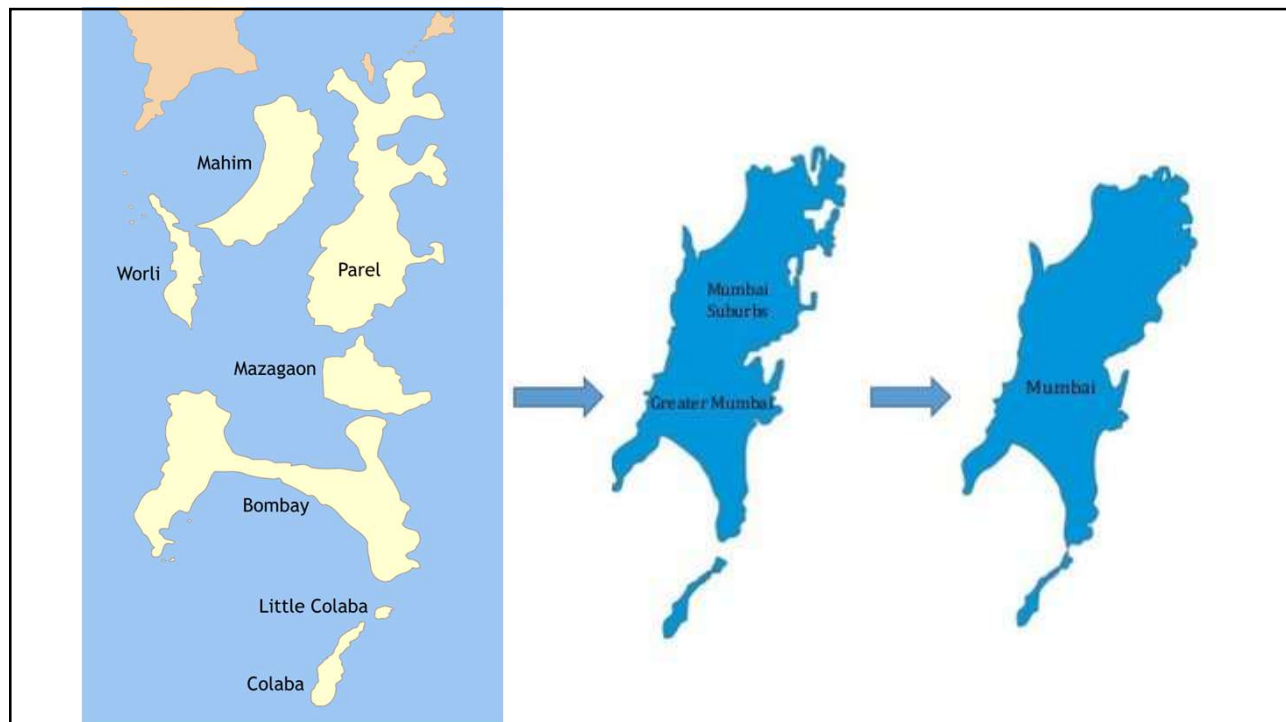 Mahim
Worli
Parel
Mazagaon
Bombay
Little Colaba
Colaba
Mumbai
Suburbs
Greater Mumbai
Mumbai